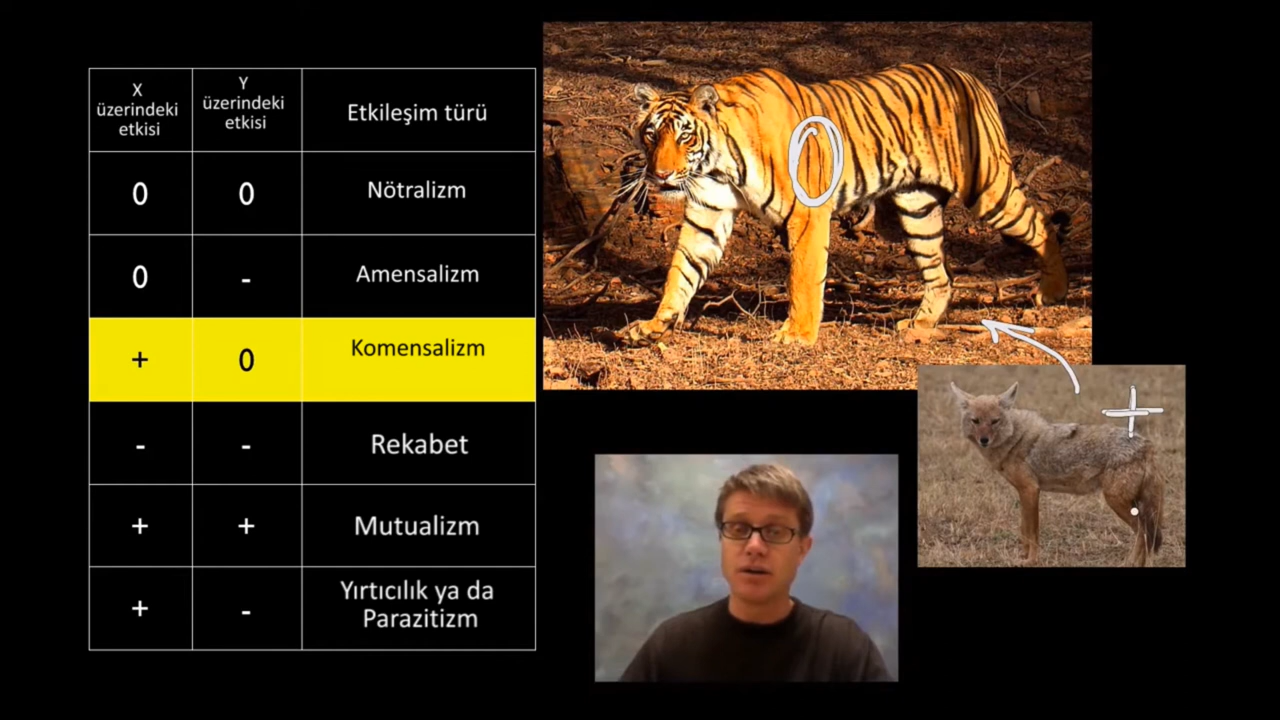 X
üzerindeki
etkisi
Y
üzerindeki
etkisi
Etkileşim türü
0 0 Nötralizm
0 - Amensalizm
+ 0 Komensalizm
- - Rekabet
+ + Mutualizm
+ - Yırtıcılık ya da
Parazitizm
0
+